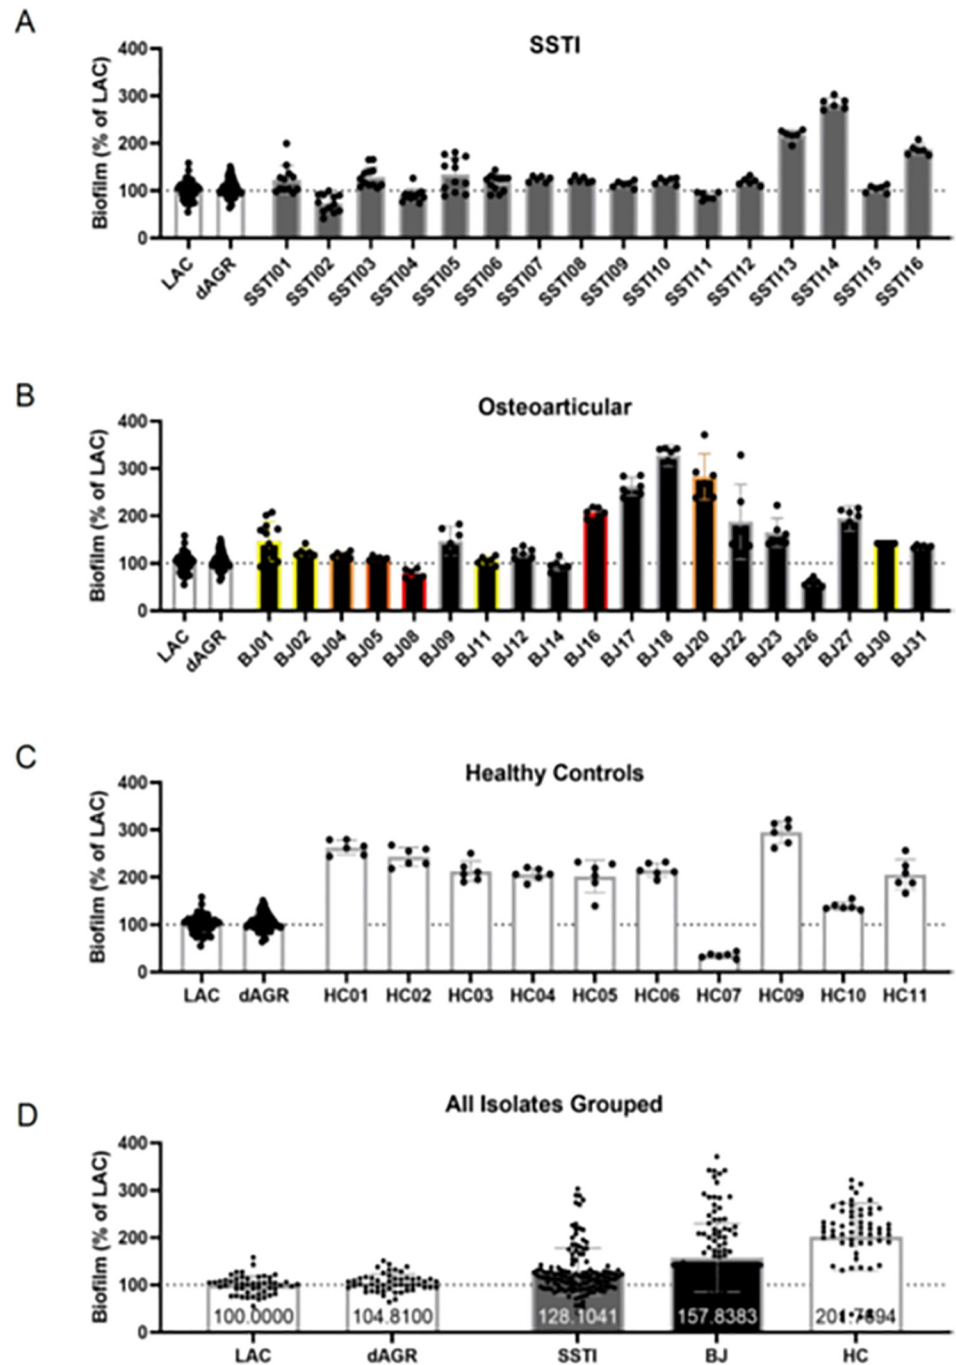 A
SSTI
Biofilm (% of LAC)
400
300
200
100
0
LAC dAGR SSTI01 SSTI02 SSTI03 SSTI04 SSTI05 SSTI06 SSTI07 SSTI08 SSTI09 SSTI10 SSTI11 SSTI12 SSTI13 SSTI14 SSTI15 SSTI16
B
Osteoarticular
Biofilm (% of LAC)
400
300
200
100
0
LAC dAGR BJ01 BJ02 BJ04 BJ05 BJ08 BJ09 BJ11 BJ12 BJ14 BJ16 BJ17 BJ18 BJ20 BJ22 BJ23 BJ26 BJ27 BJ30 BJ31
C
Healthy Controls
Biofilm (% of LAC)
400
300
200
100
0
LAC dAGR HC01 HC02 HC03 HC04 HC05 HC06 HC07 HC09 HC10 HC11
D
All Isolates Grouped
Biofilm (% of LAC)
400
300
200
100
0
100.0000 104.8100 128.1041 157.8383
LAC dAGR SSTI BJ HC